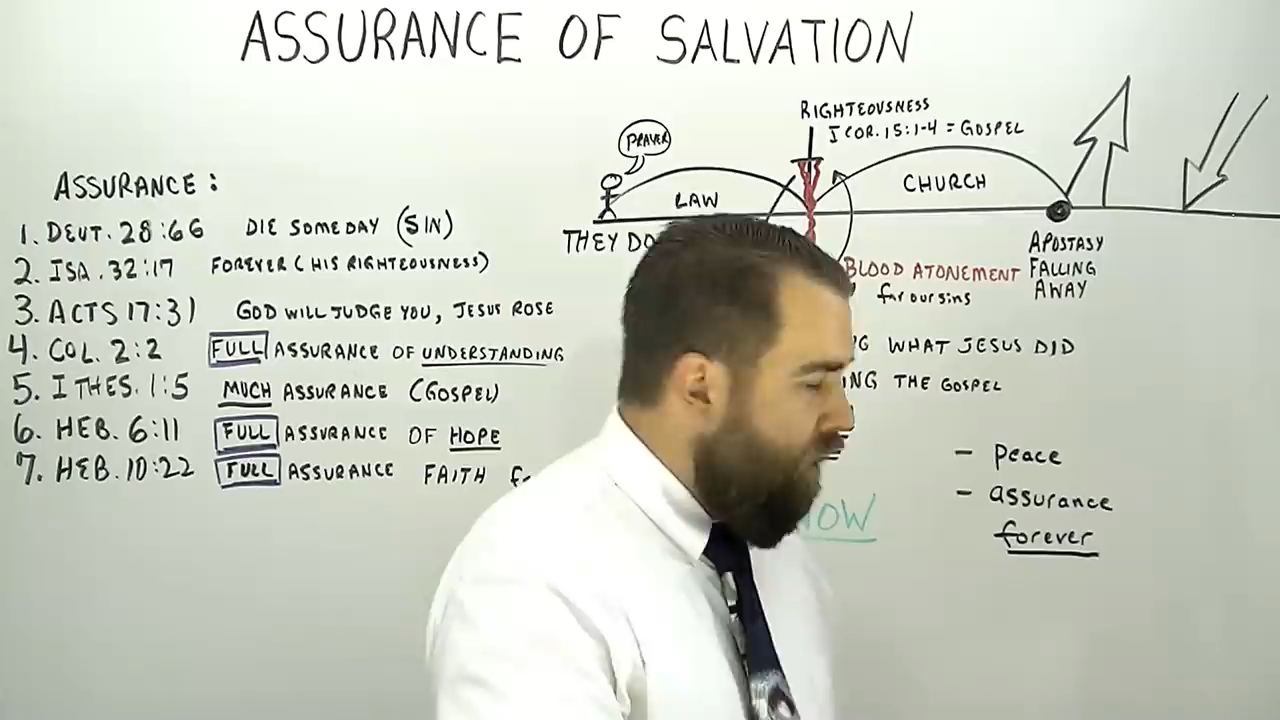 ASSURANCE OF SALVATION
ASSURANCE:
1. DEUT. 28:66 DIE SOMEDAY (SIN)
2. ISA. 32:17 FOREVER (HIS RIGHTEOUSNESS)
3. ACTS 17:31 GOD WILL JUDGE YOU, JESUS ROSE
4. COL. 2:2 FULL ASSURANCE OF UNDERSTANDING
5. I THES. 1:5 MUCH ASSURANCE (GOSPEL)
6. HEB. 6:11 FULL ASSURANCE OF HOPE
7. HEB. 10:22 FULL ASSURANCE FAITH
PRAYER
LAW
THEY
RIGHTEOUSNESS
I COR. 15:1-4 = GOSPEL
CHURCH
BLOOD ATONEMENT
for our sins
APOSTASY
FALLING
AWAY
WHAT JESUS DID
THE GOSPEL
- peace
- assurance
forever